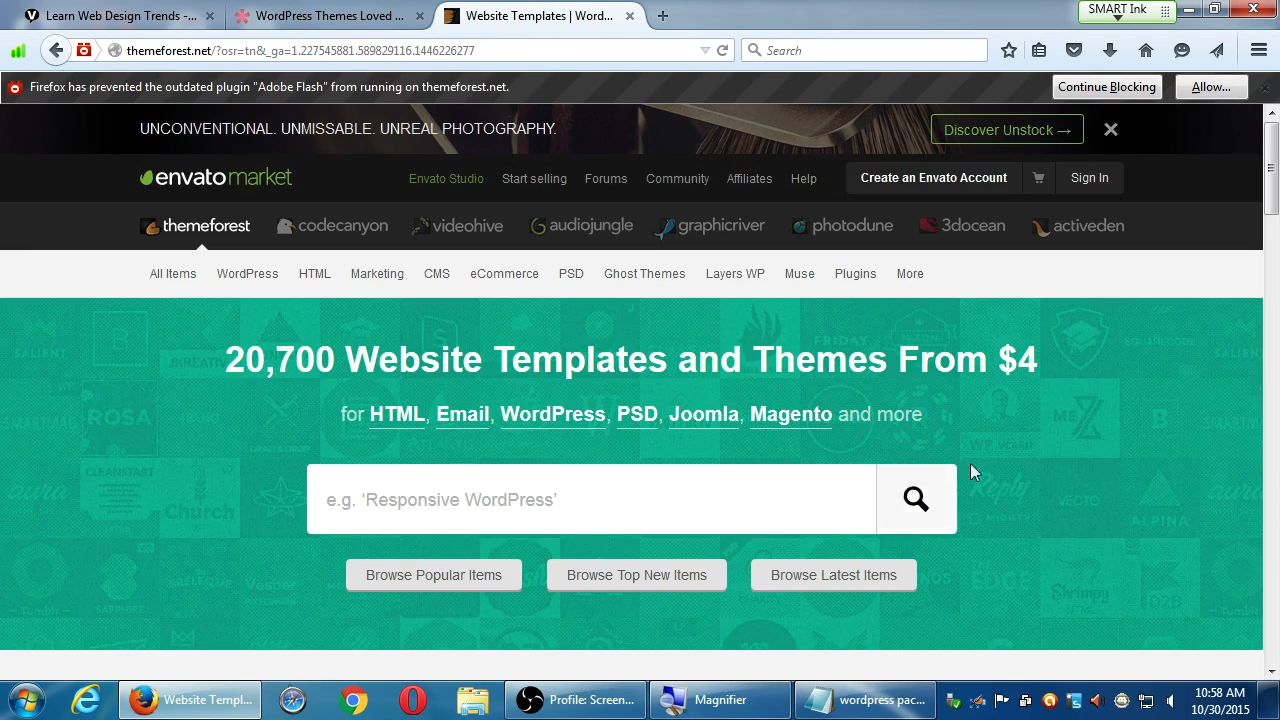 Learn Web Design Trends -...
WordPress Themes Loved ...
Website Templates | Wor...
SMART Ink
themeforest.net/?osr=tn&_ga=1.227545881.589829116.1446226277
Search
Firefox has prevented the outdated plugin "Adobe Flash" from running on themeforest.net.
Continue Blocking
Allow...
UNCONVENTIONAL. UNMISSABLE. UNREAL PHOTOGRAPHY.
Discover Unstock →
envatomarket
Envato Studio
Start selling
Forums
Community
Affiliates
Help
Create an Envato Account
Sign In
themeforest
codecanyon
videohive
audiojungle
graphicriver
photodune
3docean
activeden
All Items
WordPress
HTML
Marketing
CMS
eCommerce
PSD
Ghost Themes
Layers WP
Muse
Plugins
More
20,700 Website Templates and Themes From $4
for HTML, Email, WordPress, PSD, Joomla, Magento and more
e.g. ‘Responsive WordPress’
Browse Popular Items
Browse Top New Items
Browse Latest Items
Website Templ...
Profile: Screen...
Magnifier
wordpress pac...
10:58 AM
10/30/2015